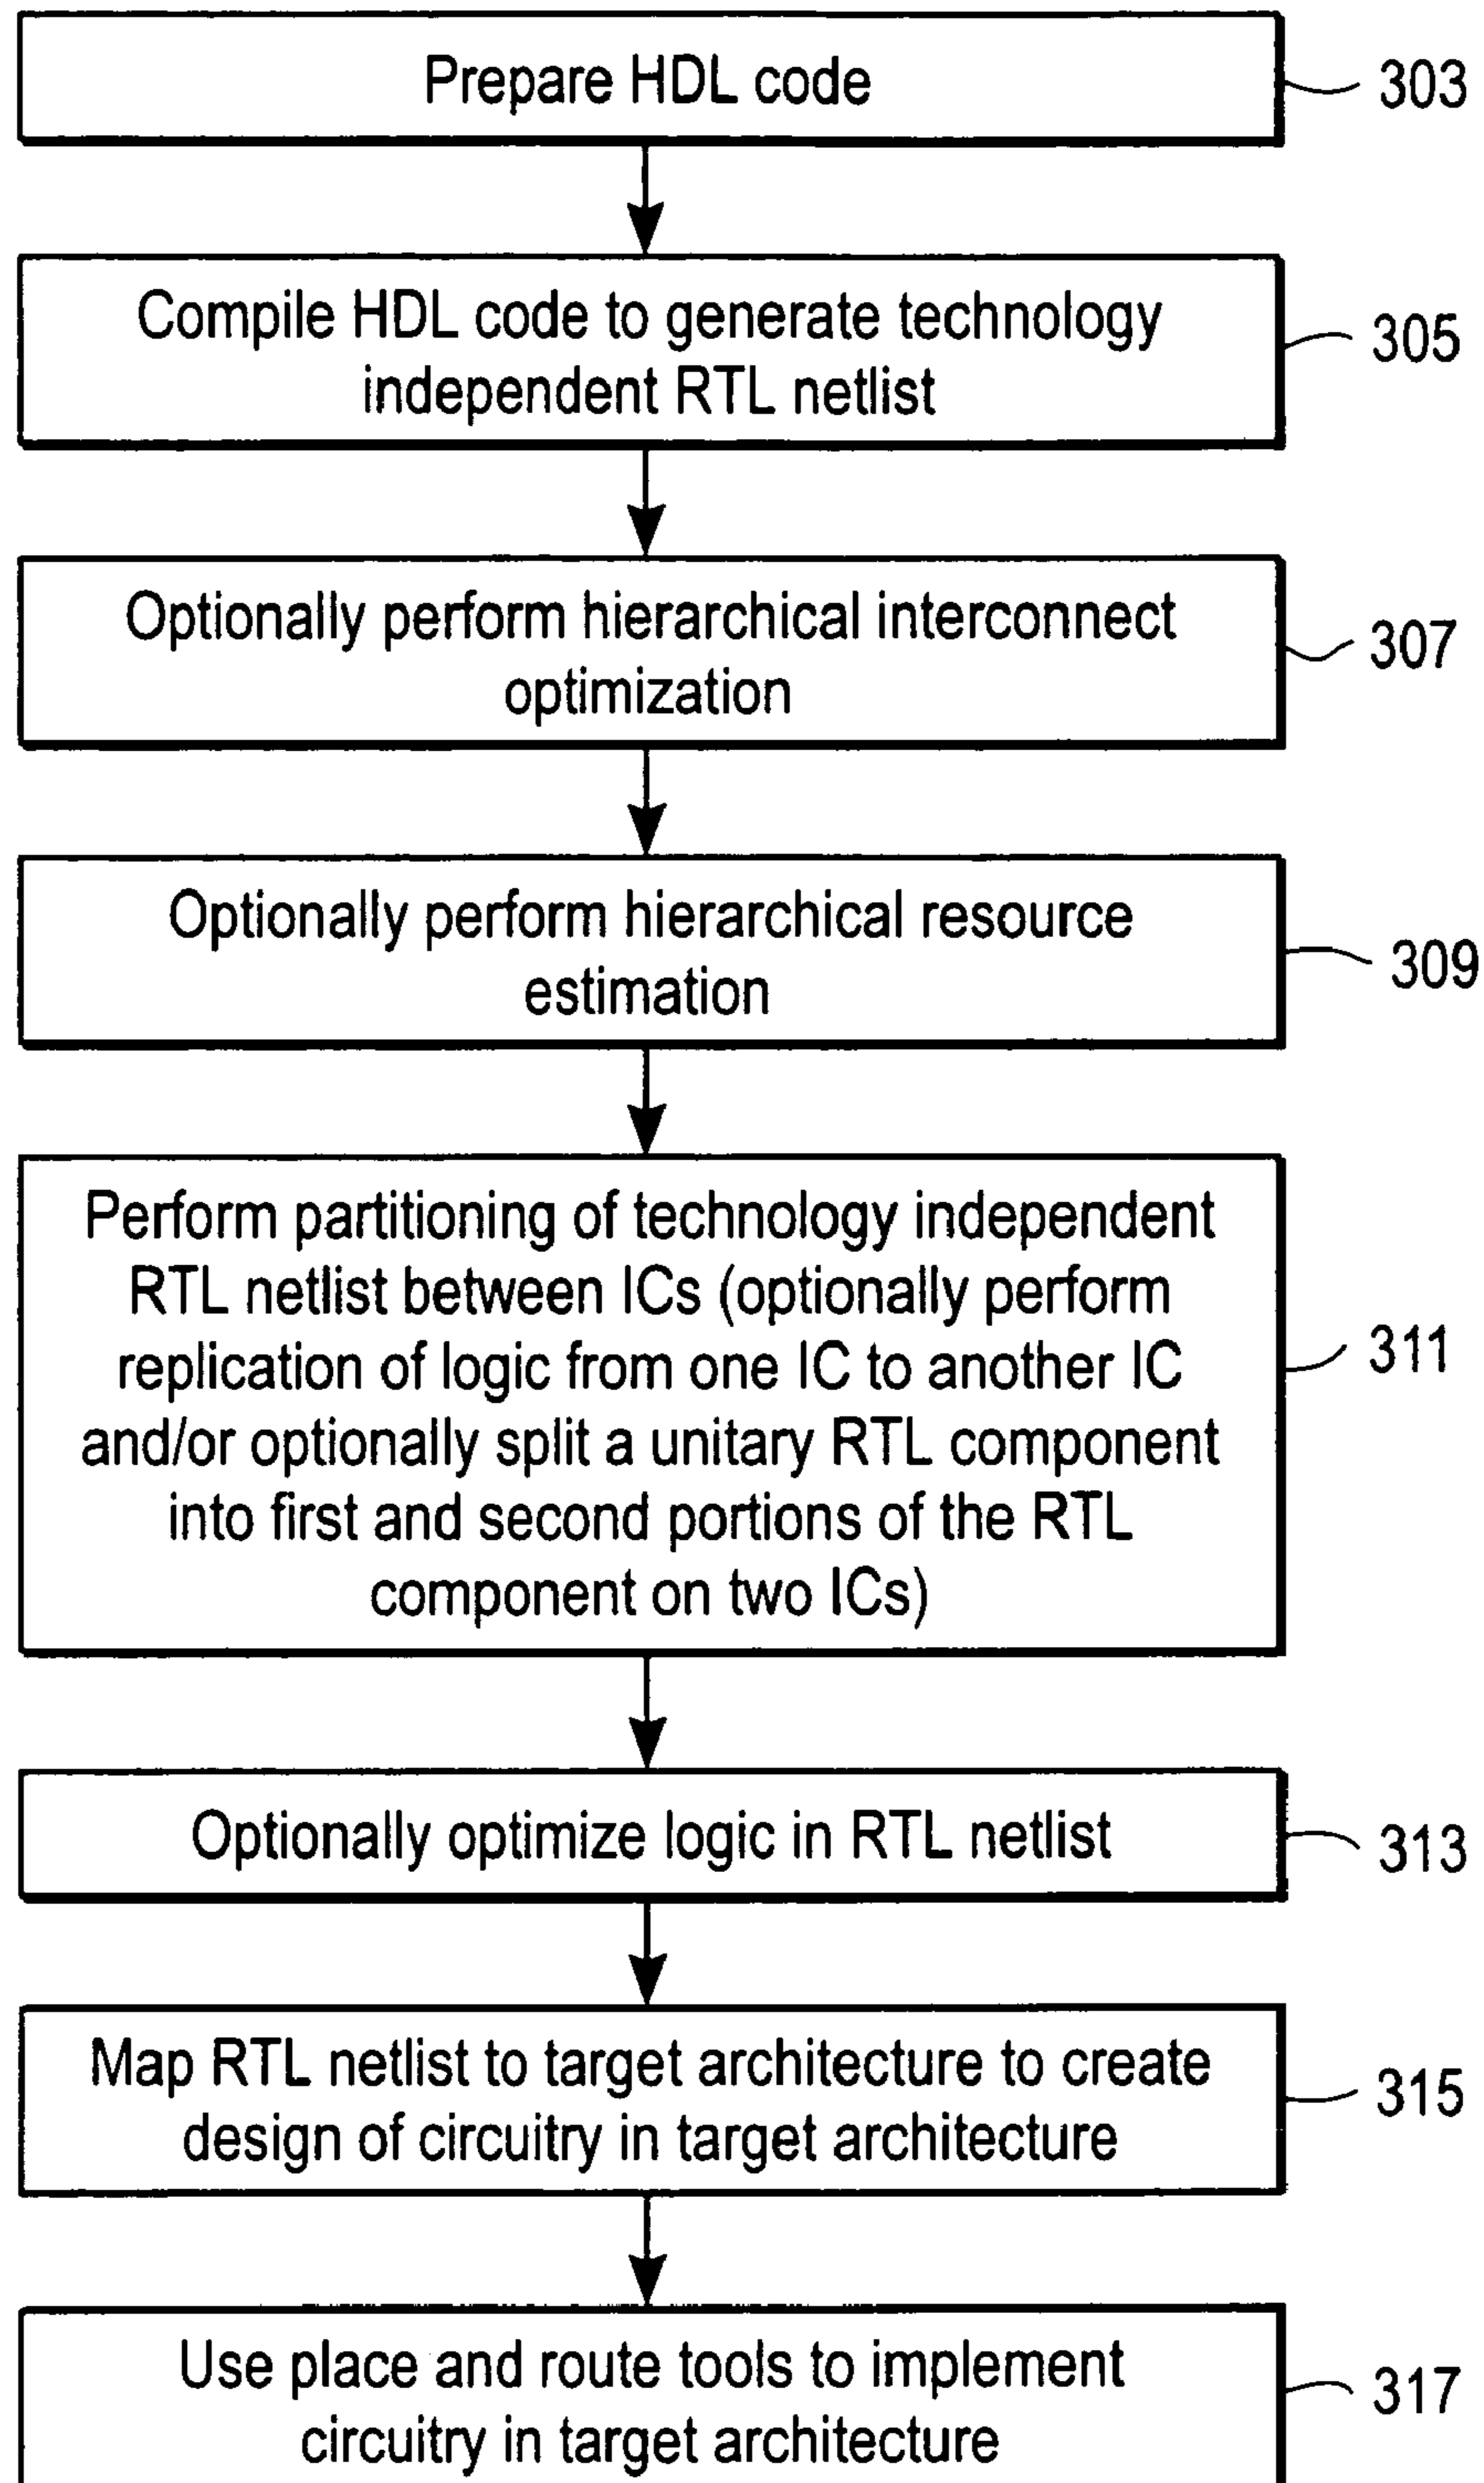 Prepare HDL code
303
Compile HDL code to generate technology
independent RTL netlist
305
Optionally perform hierarchical interconnect
optimization
307
Optionally perform hierarchical resource
estimation
309
Perform partitioning of technology independent
RTL netlist between ICs (optionally perform
replication of logic from one IC to another IC
and/or optionally split a unitary RTL component
into first and second portions of the RTL
component on two ICs)
311
Optionally optimize logic in RTL netlist
313
Map RTL netlist to target architecture to create
design of circuitry in target architecture
315
Use place and route tools to implement
circuitry in target architecture
317